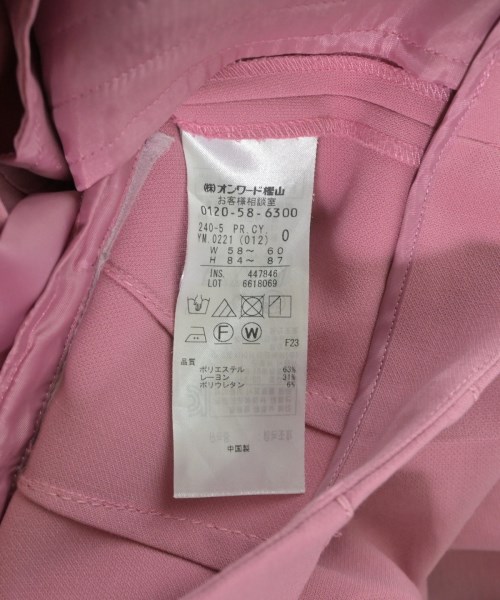 ㈱オンワード樫山
お客様相談室
0120-58-6300
240-5 PR.CY.
YM.0221 (012) 0
W 58〜 60
H 84〜 87
INS. 447846
LOT 6618069
F W
F23
品質
ポリエステル 63%
レーヨン 31%
ポリウレタン 6%
中国製